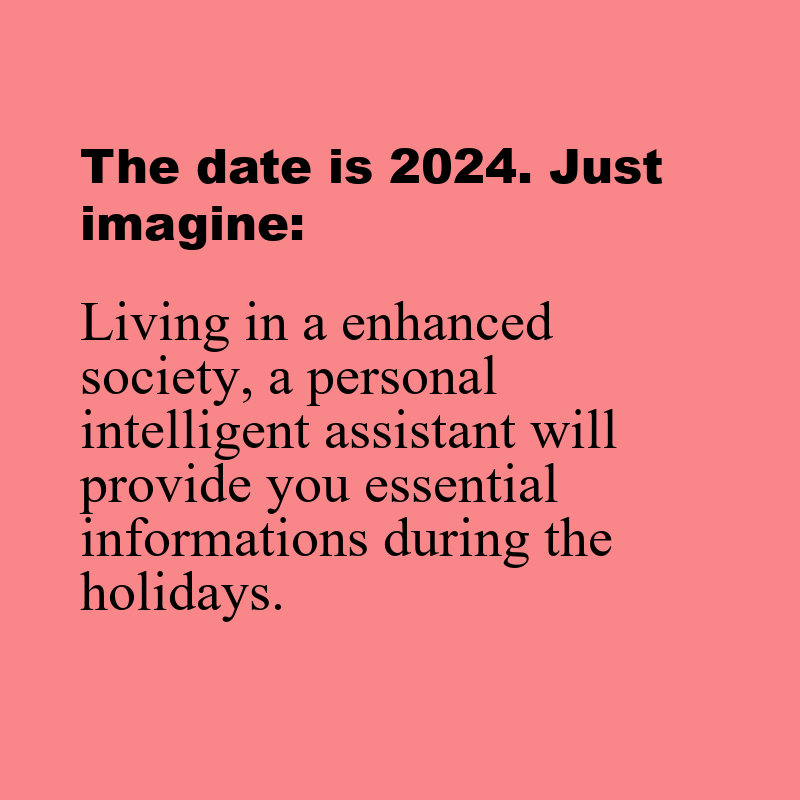 The date is 2024. Just
imagine:
Living in a enhanced
society, a personal
intelligent assistant will
provide you essential
informations during the
holidays.